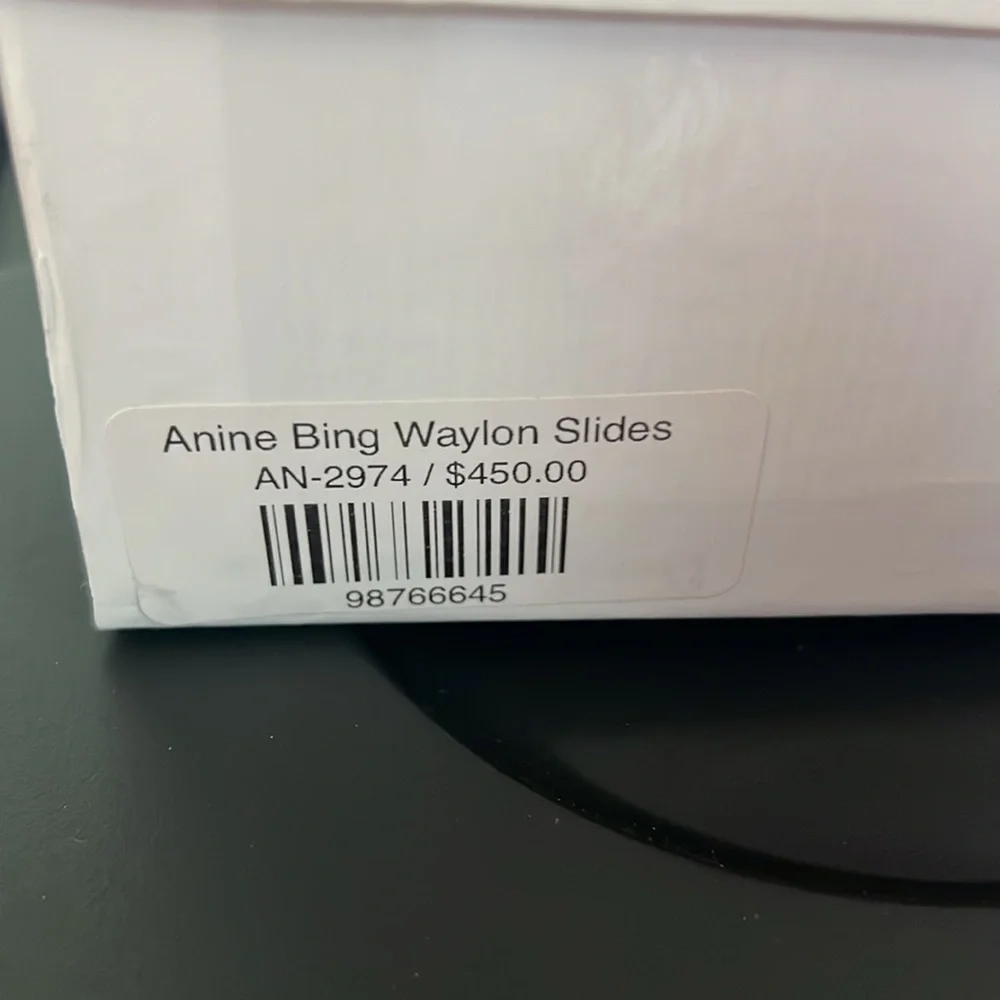 Anine Bing Waylon Slides
AN-2974 / $450.00
98766645